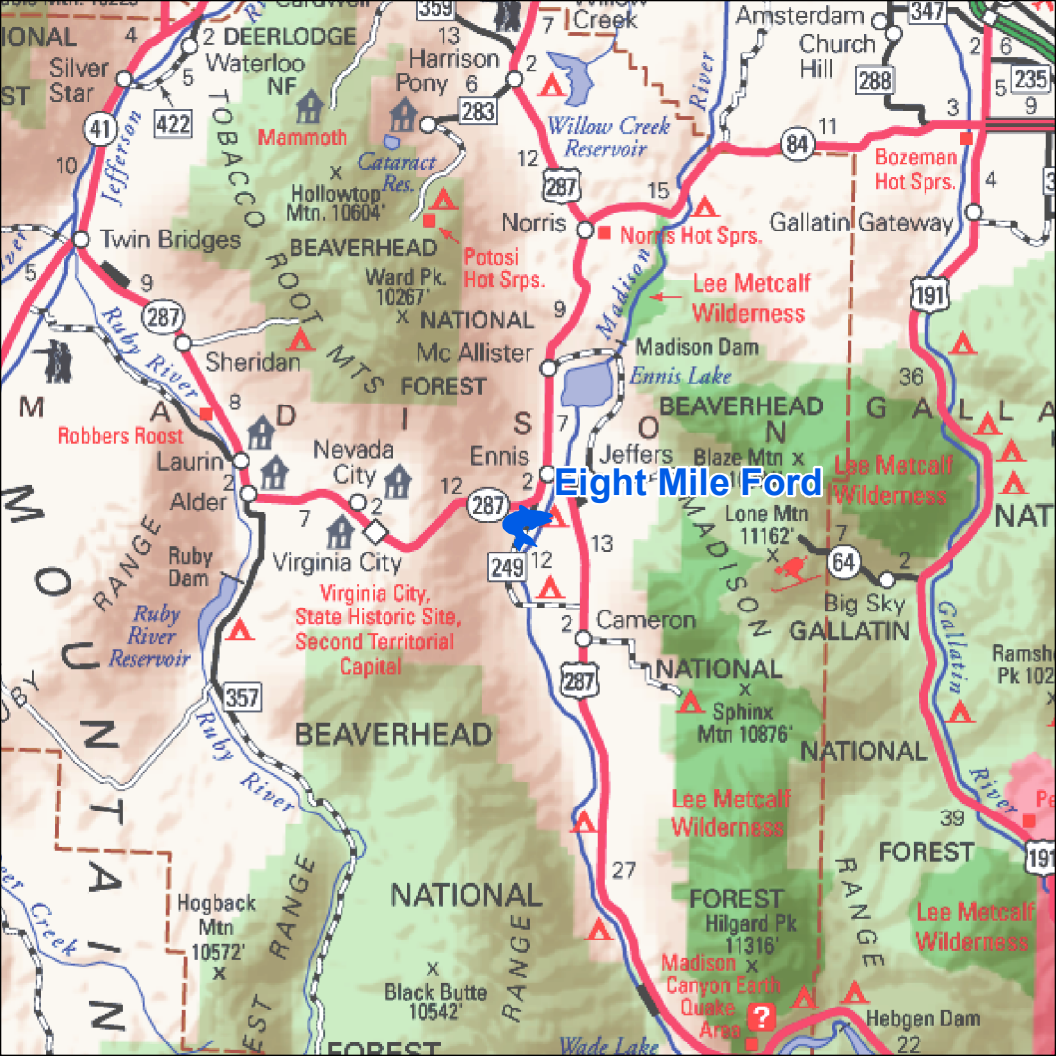 359
7
Willow
Creek
Amsterdam
347
IONAL
4
2
DEERLODGE
13
Harrison
Church
Hill
2
6
Silver
Star
5
Waterloo
NF
Pony
6
2
288
5
235
ST
283
3
9
41
422
Mammoth
Willow Creek
Reservoir
River
11
84
Jefferson
TOBACCO
ROOT
MTS
Cataract
Res.
12
Bozeman
Hot Sprs.
10
Hollowtop
Mtn. 10604'
287
15
4
Norris
Norris Hot Sprs.
Gallatin Gateway
Twin Bridges
BEAVERHEAD
Potosi
Hot Srps.
5
9
Ward Pk.
10267'
Madison
Lee Metcalf
Wilderness
191
287
NATIONAL
9
Ruby River
Sheridan
Mc Allister
Madison Dam
36
FOREST
Ennis Lake
8
MADISON
BEAVERHEAD
GALLA
Robbers Roost
7
Nevada
City
Ennis
Jeffers
Blaze Mtn
Lee Metcalf
Wilderness
Laurin
2
Eight Mile Ford
2
Alder
2
12
287
Lone Mtn
11162'
NAT
7
7
RANGE
Virginia City
249
12
13
64
2
Ruby
Dam
MADISON
Big Sky
Virginia City,
State Historic Site,
Second Territorial
Capital
Ruby
River
Reservoir
2
Cameron
GALLATIN
Gallatin
MOUNTAIN
357
287
NATIONAL
Sphinx
Mtn 10876'
Ruby River
BEAVERHEAD
NATIONAL
River
Lee Metcalf
Wilderness
39
FOREST
191
27
RANGE
Creek
Hogback
Mtn
10572'
RANGE
NATIONAL
FOREST
Lee Metcalf
Wilderness
Hilgard Pk
11316'
RANGE
Black Butte
10542'
Madison
Canyon Earth
Quake
Area
?
Hebgen Dam
FOREST
Wade Lake
22